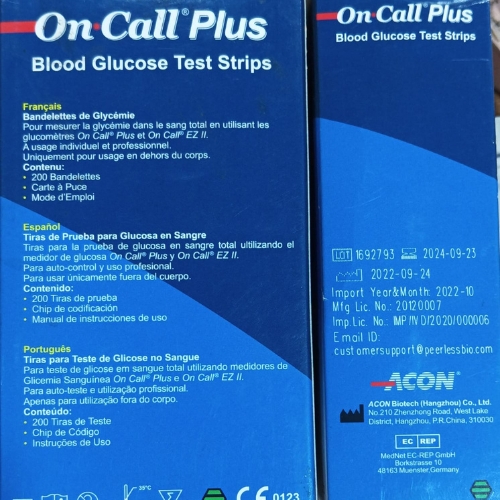 On·Call® Plus
Blood Glucose Test Strips
Français
Bandelettes de Glycémie
Pour mesurer la glycémie dans le sang total en utilisant les
glucomètres On Call® Plus et On Call® EZ II.
A usage individuel et professionnel.
Uniquement pour usage en dehors du corps.
Contenu:
• 200 Bandelettes
• Carte à Puce
• Mode d'Emploi
Español
Tiras de Prueba para Glucosa en Sangre
Tiras para la prueba de glucosa en sangre total ultilizando el
medidor de glucosa On Call® Plus y On Call® EZ II.
Para auto-control y uso profesional.
Para usar únicamente fuera del cuerpo.
Contenido:
• 200 Tiras de prueba
• Chip de codificación
• Manual de instrucciones de uso
Português
Tiras para Teste de Glicose no Sangue
Para teste de glicose em sangue total utilizando medidores de
Glicemia Sanguínea On Call® Plus e On Call® EZ II.
Para auto-teste e utilização profissional.
Apenas para utilização fora do corpo.
Conteúdo:
• 200 Tiras de Teste
• Chip de Código
• Instruções de Uso
35°C
CE 0123
On·Call® Plus
Blood Glucose Test Strips
LOT 1692793 2024-09-23
2022-09-24
Import Year&Month: 2022-10
Mfg Lic. No.: 20120007
Imp.Lic. No.: IMP/IVD/2020/000006
Email ID:
customersupport@peerlessbio.com
ACON®
ACON Biotech (Hangzhou) Co., Ltd.
No.210 Zhenzhong Road, West Lake
District, Hangzhou, P.R.China, 310030
EC REP
MedNet EC-REP GmbH
Borkstrasse 10
48163 Muenster, Germany